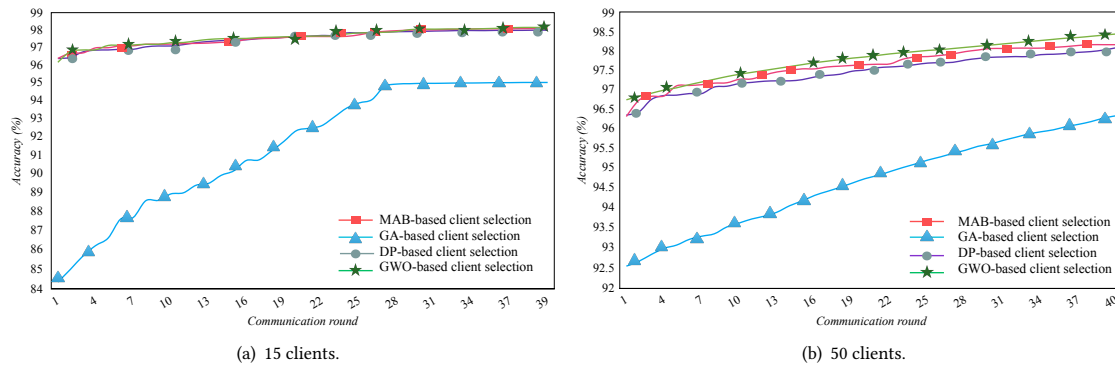 98
97
96
95
94
93
92
91
90
89
88
87
86
85
84
Accuracy (%)
MAB-based client selection
GA-based client selection
DP-based client selection
GWO-based client selection
1 4 7 10 13 16 19 22 24 25 28 31 34 37 39
Communication round
(a) 15 clients.
98.5
98
97.5
97
96.5
96
95.5
95
94.5
94
93.5
93
92.5
92
Accuracy (%)
MAB-based client selection
GA-based client selection
DP-based client selection
GWO-based client selection
1 4 7 10 13 16 19 22 25 28 31 34 37 40
Communication round
(b) 50 clients.